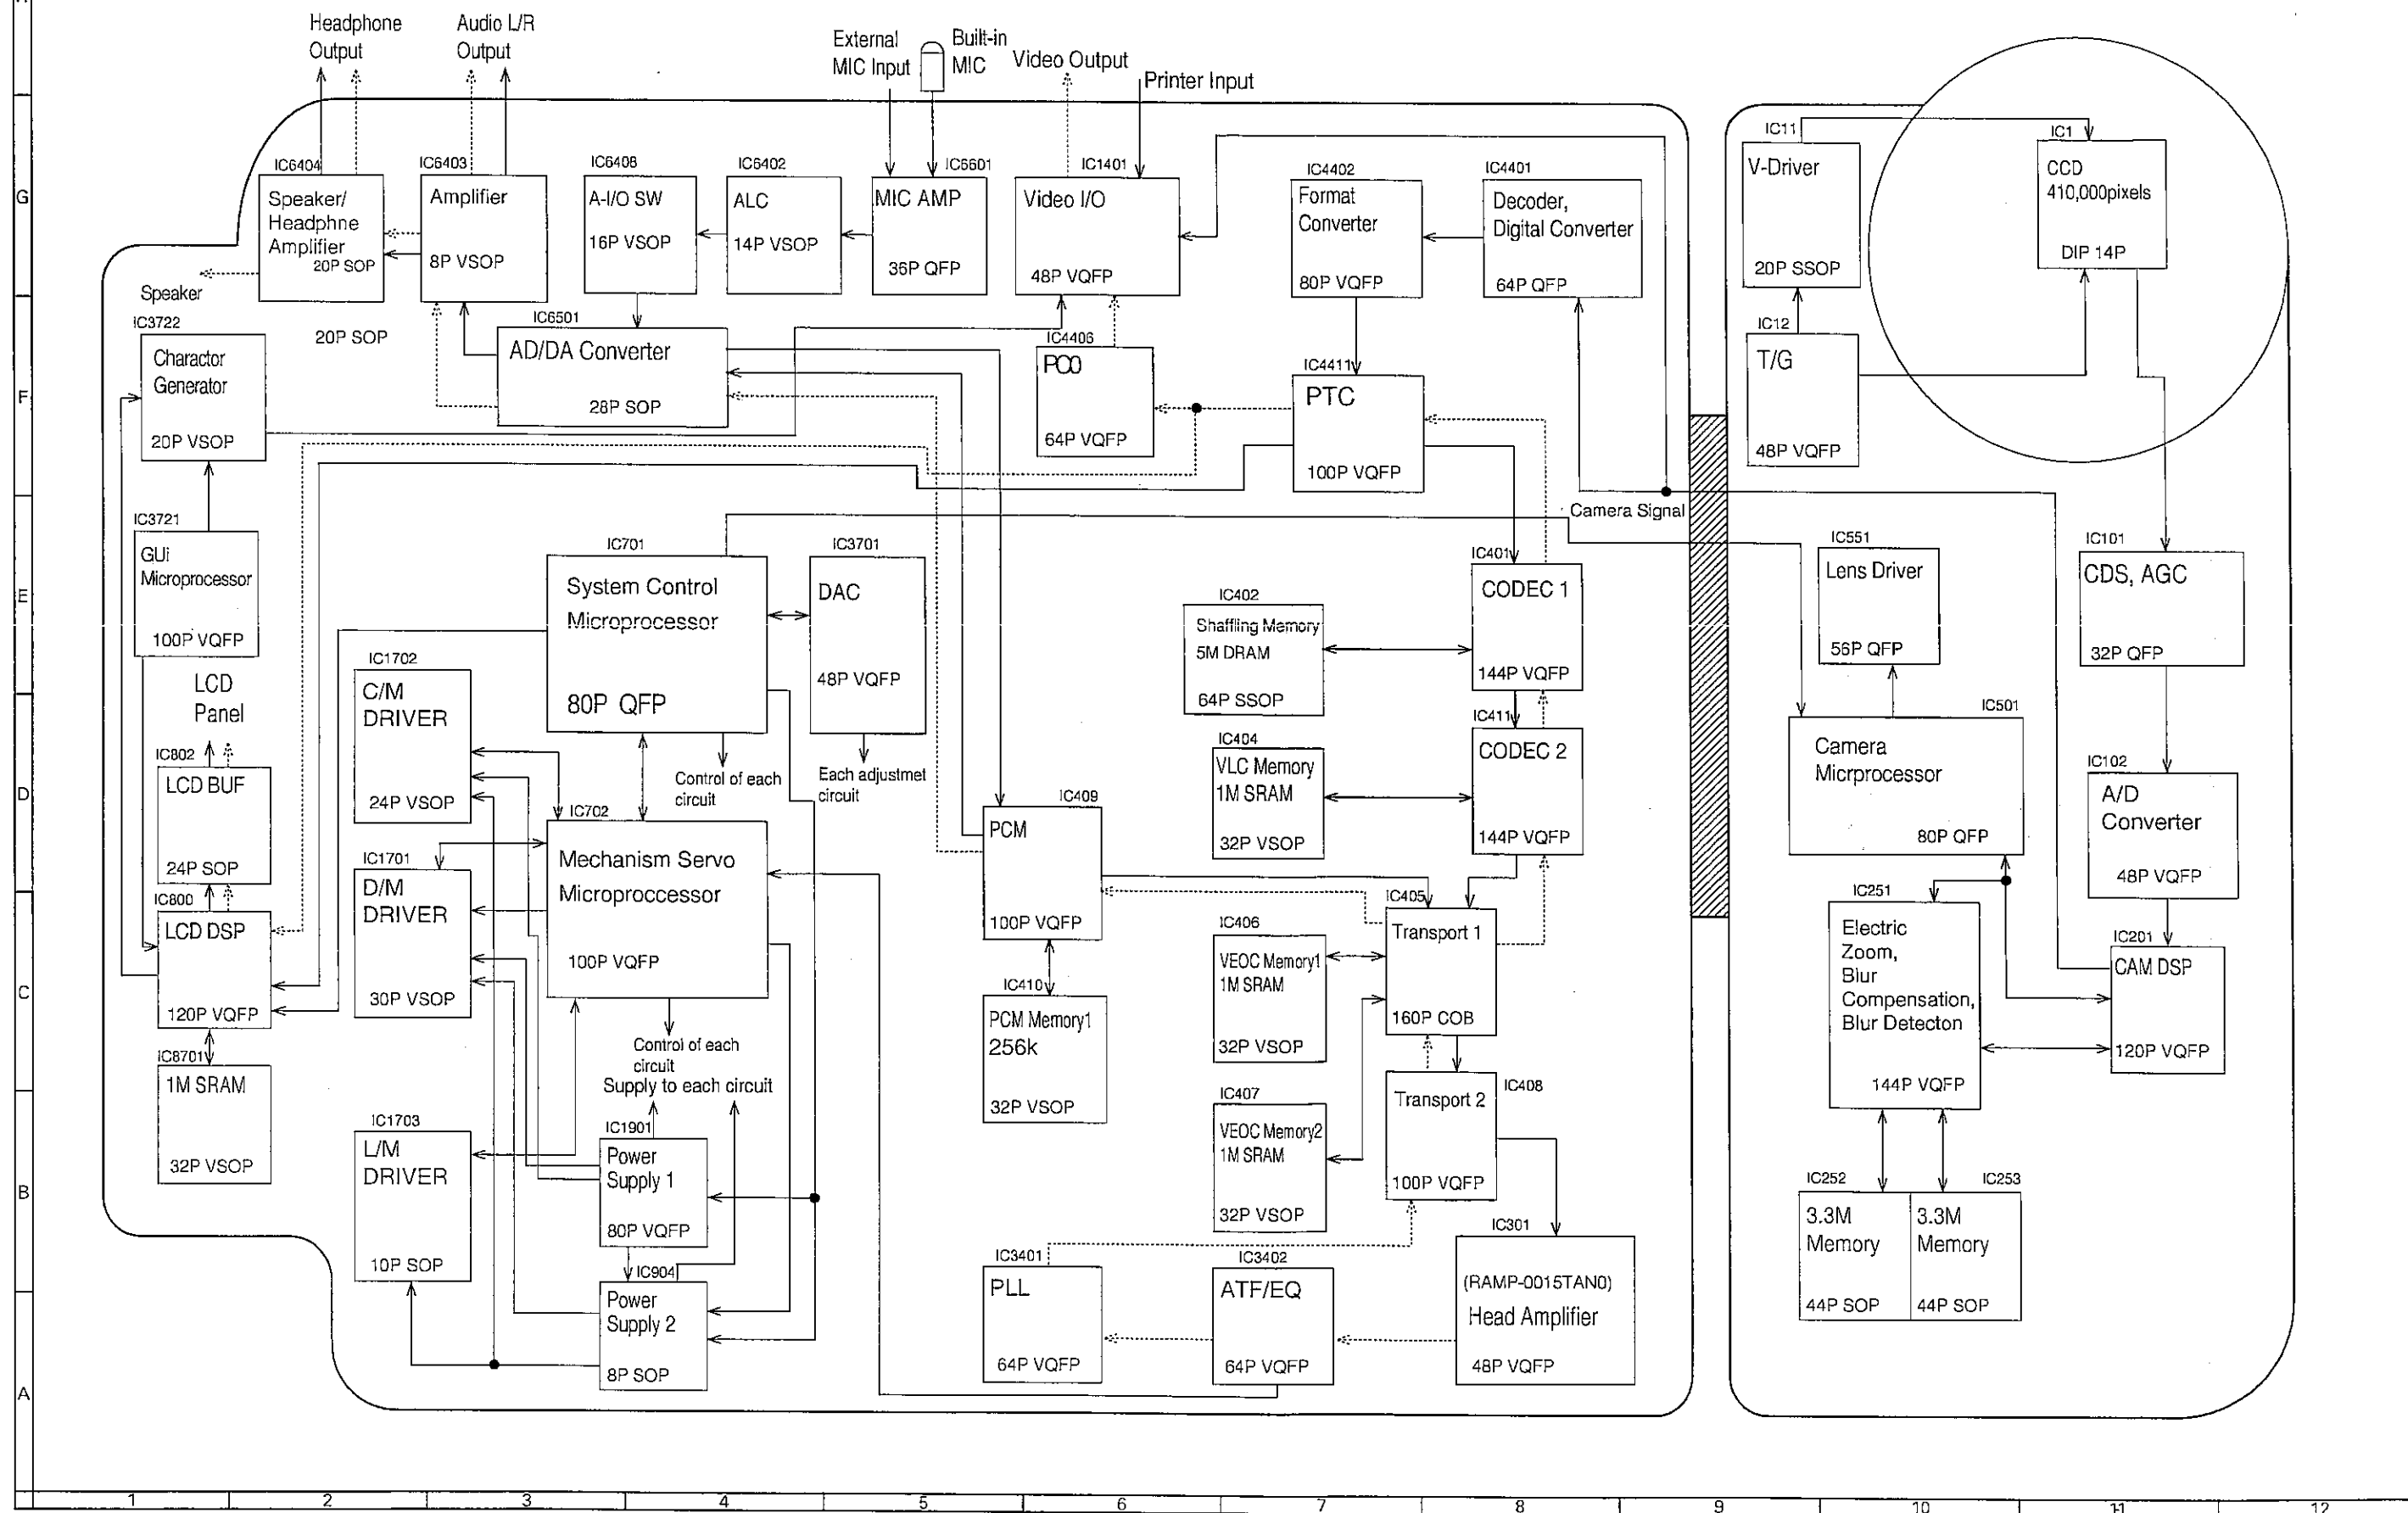 Headphone
Output
Audio L/R
Output
External
MIC Input
Built-in
MIC
Video Output
Printer Input
IC6404
Speaker/
Headphne
Amplifier
20P SOP
IC6403
Amplifier
8P VSOP
IC6408
A-I/O SW
16P VSOP
IC6402
ALC
14P VSOP
IC6601
MIC AMP
36P QFP
IC1401
Video I/O
48P VQFP
IC4402
Format
Converter
80P VQFP
IC4401
Decoder,
Digital Converter
64P QFP
IC11
V-Driver
20P SSOP
IC1
CCD
410,000pixels
DIP 14P
G
Speaker
20P SOP
IC3722
Charactor
Generator
20P VSOP
IC6501
AD/DA Converter
28P SOP
IC4406
64P VQFP
IC4411
PTC
100P VQFP
IC12
T/G
48P VQFP
F
Camera Signal
IC3721
GUi
Microprocessor
100P VQFP
IC701
System Control
Microprocessor
80P QFP
IC3701
DAC
48P VQFP
IC402
Shaffling Memory
5M DRAM
64P SSOP
IC401
CODEC 1
144P VQFP
IC551
Lens Driver
56P QFP
IC101
CDS, AGC
32P QFP
E
LCD
Panel
IC802
LCD BUF
24P SOP
IC1702
C/M
DRIVER
24P VSOP
Control of each
circuit
Each adjustmet
circuit
IC404
VLC Memory
1M SRAM
32P VSOP
IC411
CODEC 2
144P VQFP
IC501
Camera
Micrprocessor
80P QFP
IC102
A/D
Converter
48P VQFP
D
IC800
LCD DSP
120P VQFP
IC1701
D/M
DRIVER
30P VSOP
IC702
Mechanism Servo
Microproccessor
100P VQFP
Control of each
circuit
Supply to each circuit
IC409
PCM
100P VQFP
IC410
PCM Memory1
256k
32P VSOP
IC406
VEOC Memory1
1M SRAM
32P VSOP
IC405
Transport 1
160P COB
IC251
Electric
Zoom,
Blur
Compensation,
Blur Detecton
144P VQFP
IC201
CAM DSP
120P VQFP
C
IC8701
1M SRAM
32P VSOP
IC1703
L/M
DRIVER
10P SOP
IC1901
Power
Supply 1
80P VQFP
IC407
VEOC Memory2
1M SRAM
32P VSOP
IC408
Transport 2
100P VQFP
IC252
3.3M
Memory
44P SOP
IC253
3.3M
Memory
44P SOP
B
IC904
Power
Supply 2
8P SOP
IC3401
PLL
64P VQFP
IC3402
ATF/EQ
64P VQFP
IC301
(RAMP-0015TAN0)
Head Amplifier
48P VQFP
A
1 2 3 4 5 6 7 8 9 10 11 12